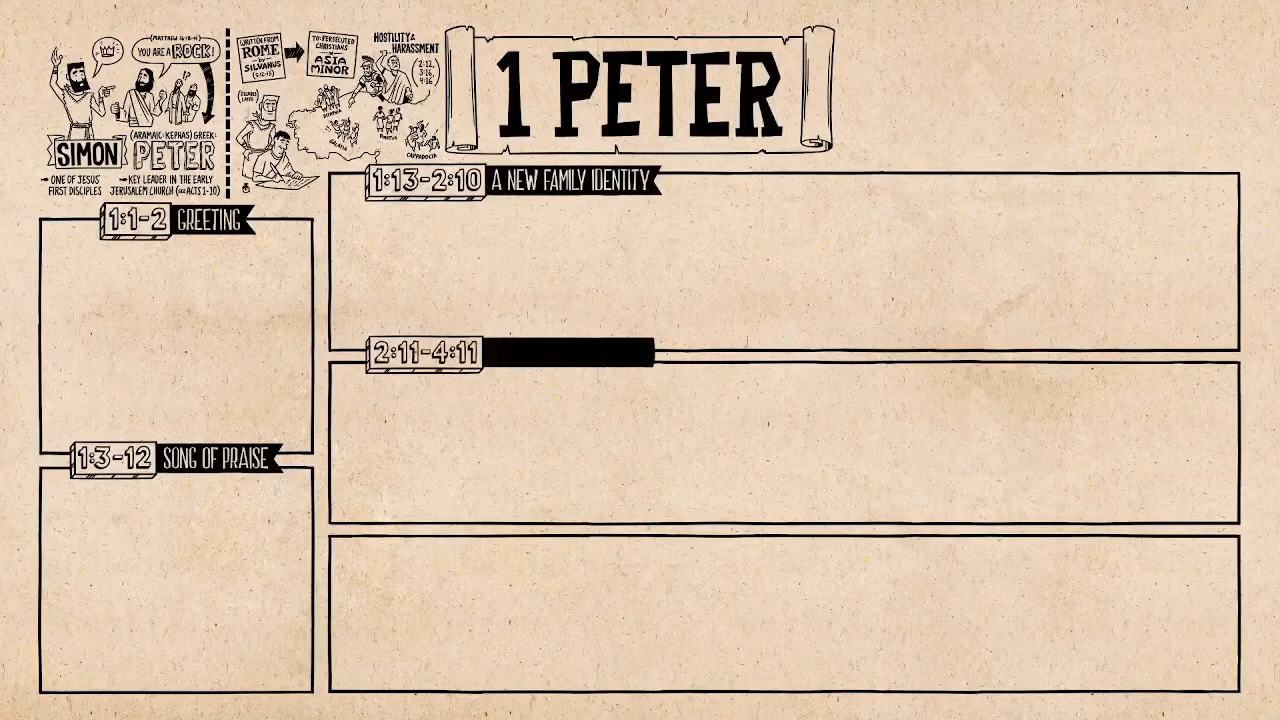 (MATTHEW 16:18-19)
YOU ARE A ROCK!
SIMON
(ARAMAIC: KEPHAS) GREEK:
PETER
→ ONE OF JESUS'
FIRST DISCIPLES
→ KEY LEADER IN THE EARLY
JERUSALEM CHURCH (ACTS 1-10)
WRITTEN FROM
ROME
BY
SILVANUS
(5:12-13)
TO: PERSECUTED
CHRISTIANS
IN
ASIA
MINOR
HOSTILITY &
HARASSMENT
(2:12,
3:16,
4:16
GALATIA
PONTUS
CAPPADOCIA
1 PETER
1:1-2 GREETING
1:3-12 SONG OF PRAISE
1:13-2:10 A NEW FAMILY IDENTITY
2:11-4:11